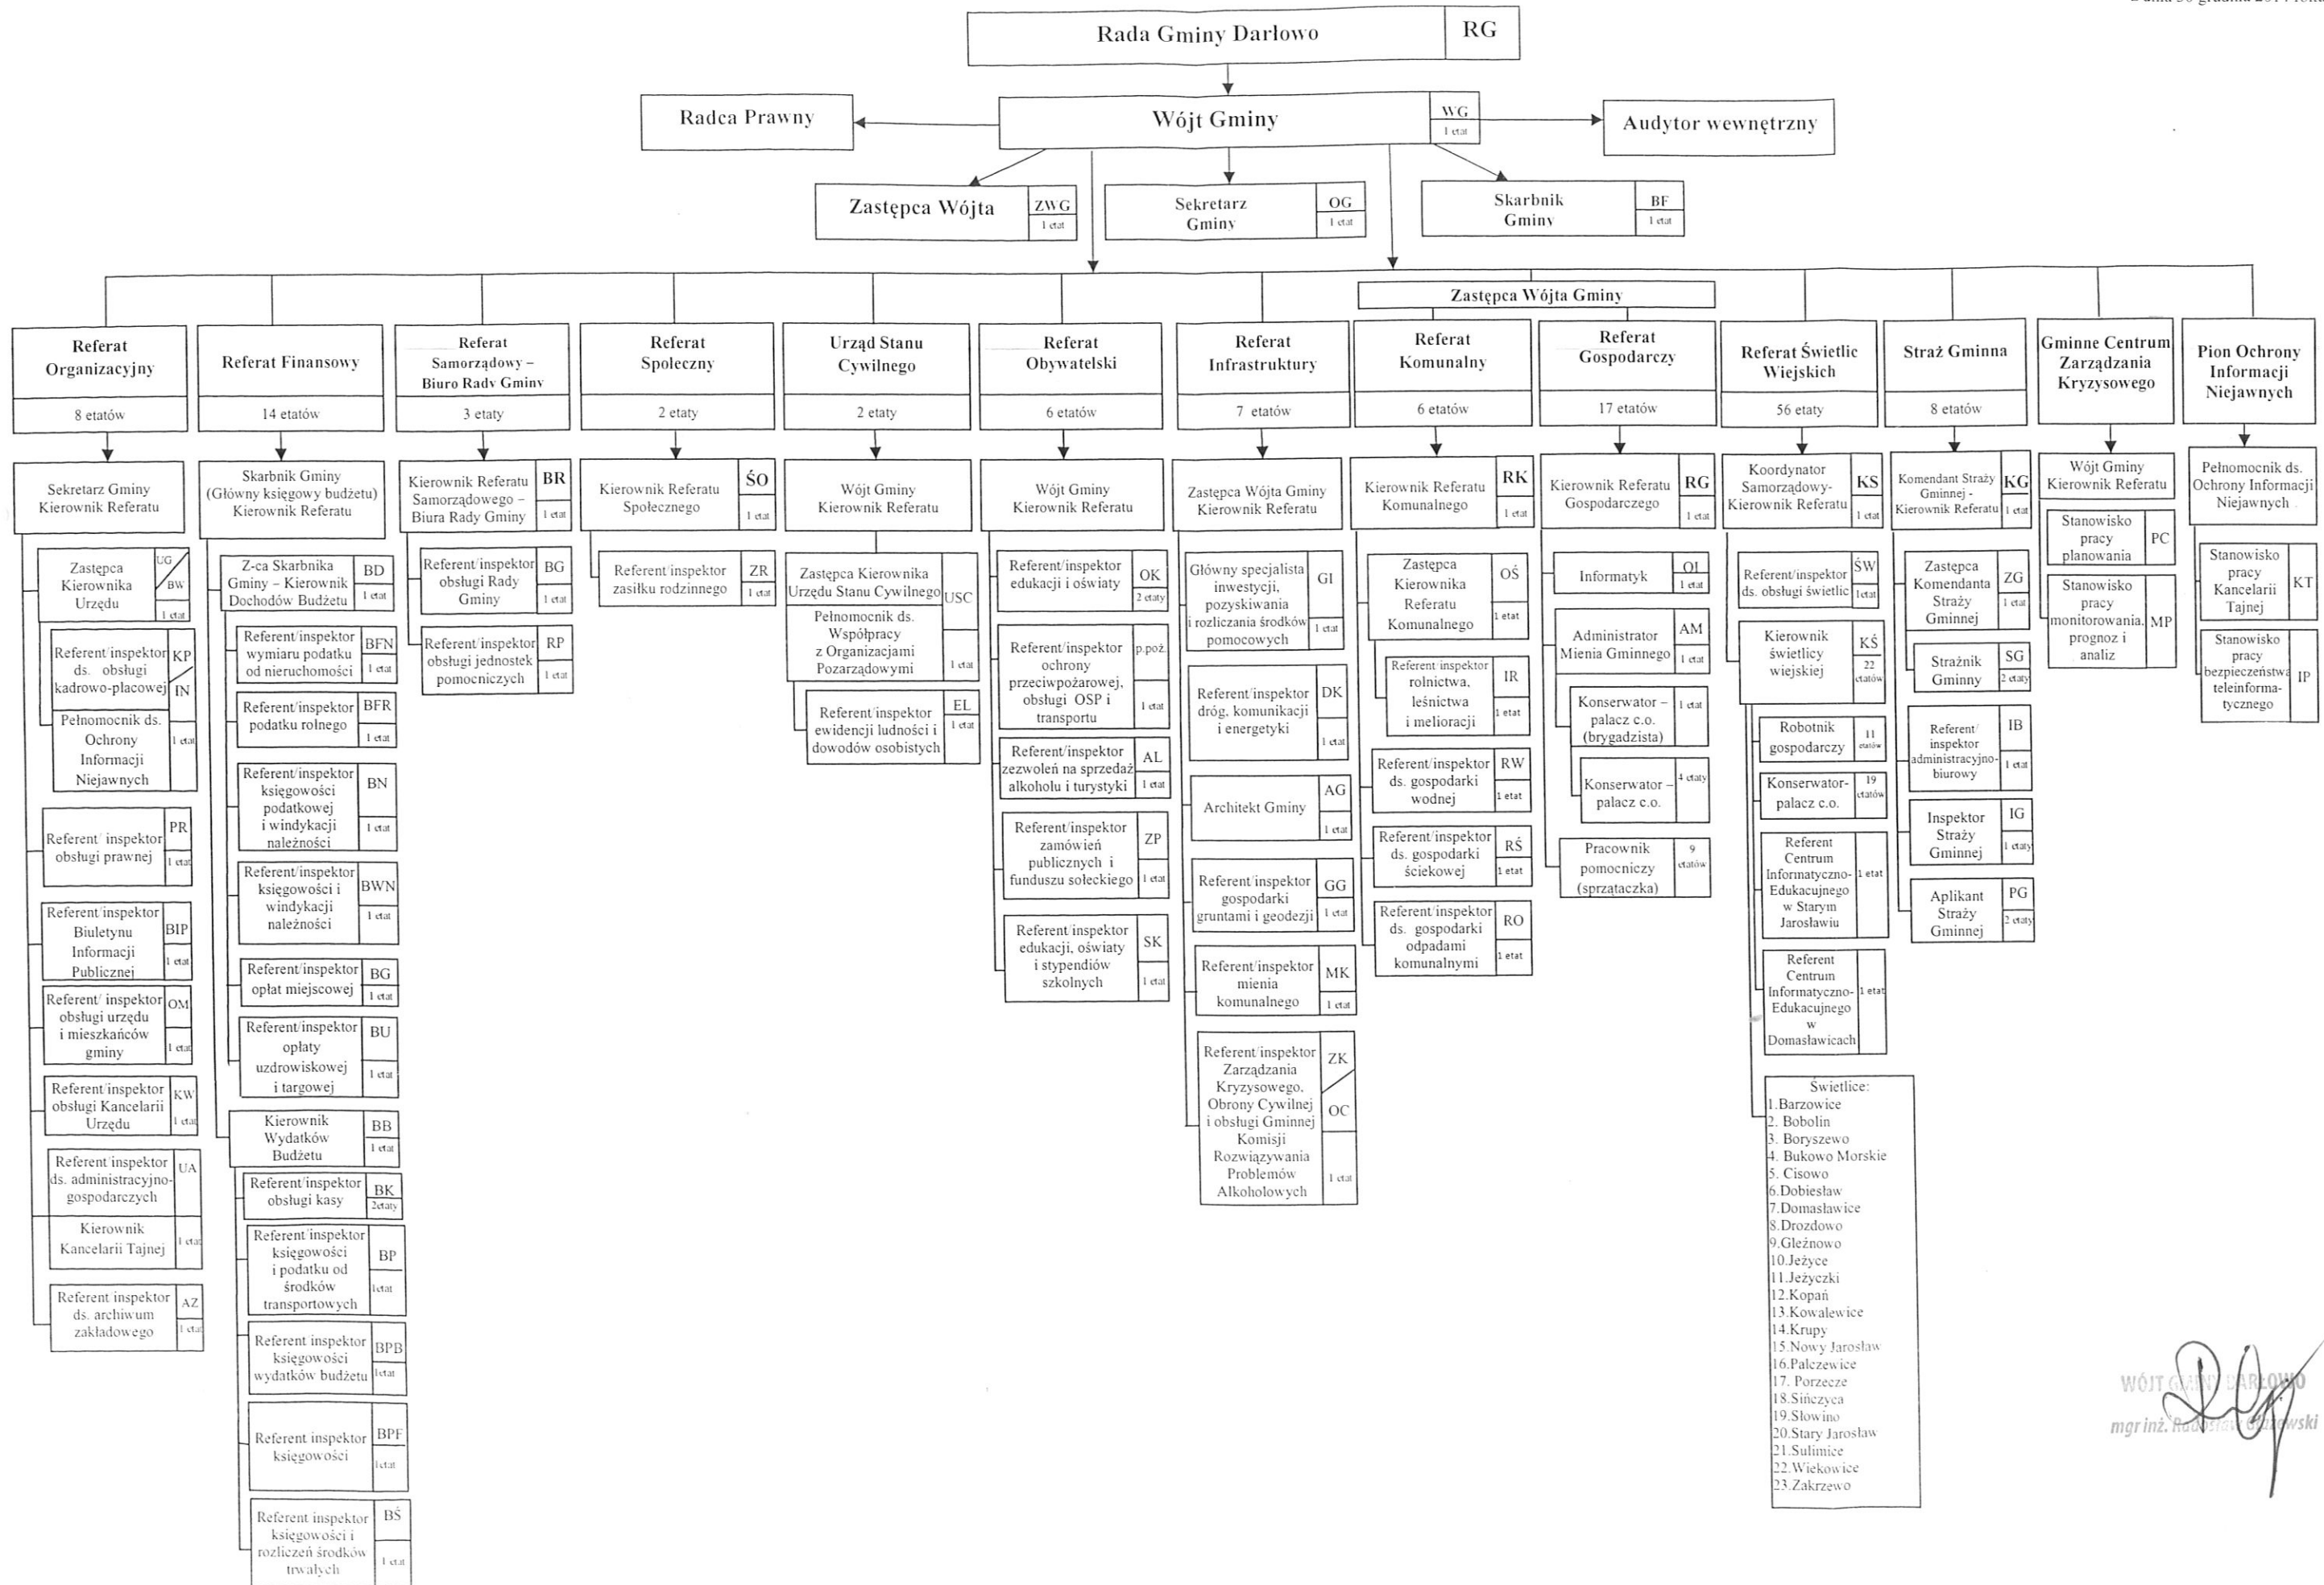 Rada Gminy Darłowo
RG
Radca Prawny
Wójt Gminy
WG
1 etat
Audytor wewnętrzny
Zastępca Wójta
ZWG
1 etat
Sekretarz
Gminy
OG
1 etat
Skarbnik
Gminy
BF
1 etat
Zastępca Wójta Gminy
Referat
Organizacyjny
8 etatów
Sekretarz Gminy
Kierownik Referatu
Zastępca
Kierownika
Urzędu
UG
BW
1 etat
Referent/inspektor
ds. obsługi
kadrowo-płacowej
KP
IN
Pełnomocnik ds.
Ochrony
Informacji
Niejawnych
1 etat
Referent/ inspektor
obsługi prawnej
PR
1 etat
Referent/inspektor
Biuletynu
Informacji
Publicznej
BIP
1 etat
Referent/ inspektor
obsługi urzędu
i mieszkańców
gminy
OM
1 etat
Referent/inspektor
obsługi Kancelarii
Urzędu
KW
1 etat
Referent/inspektor
ds. administracyjno-
gospodarczych
UA
Kierownik
Kancelarii Tajnej
1 etat
Referent inspektor
ds. archiwum
zakładowego
AZ
1 etat
Referat Finansowy
14 etatów
Skarbnik Gminy
(Główny księgowy budżetu)
Kierownik Referatu
Z-ca Skarbnika
Gminy – Kierownik
Dochodów Budżetu
BD
1 etat
Referent/inspektor
wymiaru podatku
od nieruchomości
BFN
1 etat
Referent/inspektor
podatku rolnego
BFR
1 etat
Referent/inspektor
księgowości
podatkowej
i windykacji
należności
BN
1 etat
Referent/inspektor
księgowości i
windykacji
należności
BWN
1 etat
Referent/inspektor
opłat miejscowej
BG
1 etat
Referent/inspektor
opłaty
uzdrowiskowej
i targowej
BU
1 etat
Kierownik
Wydatków
Budżetu
BB
1 etat
Referent/inspektor
obsługi kasy
BK
2etaty
Referent/inspektor
księgowości
i podatku od
środków
transportowych
BP
1etat
Referent inspektor
księgowości
wydatków budżetu
BPB
1etat
Referent inspektor
księgowości
BPF
1etat
Referent inspektor
księgowości i
rozliczeń środków
trwałych
BŚ
1 etat
Referat
Samorządowy –
Biuro Rady Gminy
3 etaty
Kierownik Referatu
Samorządowego –
Biura Rady Gminy
BR
1 etat
Referent/inspektor
obsługi Rady
Gminy
BG
1 etat
Referent/inspektor
obsługi jednostek
pomocniczych
RP
1 etat
Referat
Społeczny
2 etaty
Kierownik Referatu
Społecznego
ŚO
1 etat
Referent/inspektor
zasiłku rodzinnego
ZR
1 etat
Urząd Stanu
Cywilnego
2 etaty
Wójt Gminy
Kierownik Referatu
Zastępca Kierownika
Urzędu Stanu Cywilnego
USC
Pełnomocnik ds.
Współpracy
z Organizacjami
Pozarządowymi
1 etat
Referent/inspektor
ewidencji ludności i
dowodów osobistych
EL
1 etat
Referat
Obywatelski
6 etatów
Wójt Gminy
Kierownik Referatu
Referent/inspektor
edukacji i oświaty
OK
2 etaty
Referent/inspektor
ochrony
przeciwpożarowej,
obsługi OSP i
transportu
p.poż.
1 etat
Referent/inspektor
zezwoleń na sprzedaż
alkoholu i turystyki
AL
1 etat
Referent/inspektor
zamówień
publicznych i
funduszu sołeckiego
ZP
1 etat
Referent/inspektor
edukacji, oświaty
i stypendiów
szkolnych
SK
1 etat
Referat
Infrastruktury
7 etatów
Zastępca Wójta Gminy
Kierownik Referatu
Główny specjalista
inwestycji,
pozyskiwania
i rozliczania środków
pomocowych
GI
1 etat
Referent/inspektor
dróg, komunikacji
i energetyki
DK
1 etat
Architekt Gminy
AG
1 etat
Referent/inspektor
gospodarki
gruntami i geodezji
GG
1 etat
Referent/inspektor
mienia
komunalnego
MK
1 etat
Referent/inspektor
Zarządzania
Kryzysowego,
Obrony Cywilnej
i obsługi Gminnej
Komisji
Rozwiązywania
Problemów
Alkoholowych
ZK
OC
1 etat
Referat
Komunalny
6 etatów
Kierownik Referatu
Komunalnego
RK
1 etat
Zastępca
Kierownika
Referatu
Komunalnego
OŚ
1 etat
Referent/inspektor
rolnictwa,
leśnictwa
i melioracji
IR
1 etat
Referent/inspektor
ds. gospodarki
wodnej
RW
1 etat
Referent/inspektor
ds. gospodarki
ściekowej
RŚ
1 etat
Referent/inspektor
ds. gospodarki
odpadami
komunalnymi
RO
1 etat
Referat
Gospodarczy
17 etatów
Kierownik Referatu
Gospodarczego
RG
1 etat
Informatyk
OI
1 etat
Administrator
Mienia Gminnego
AM
1 etat
Konserwator –
palacz c.o.
(brygadzista)
1 etat
Konserwator –
palacz c.o.
4 etaty
Pracownik
pomocniczy
(sprzątaczka)
9
etatów
Referat Świetlic
Wiejskich
56 etaty
Koordynator
Samorządowy-
Kierownik Referatu
KS
1 etat
Referent/inspektor
ds. obsługi świetlic
ŚW
1etat
Kierownik
świetlicy
wiejskiej
KŚ
22
etatów
Robotnik
gospodarczy
11
etatów
Konserwator-
palacz c.o.
19
etatów
Referent
Centrum
Informatyczno-
Edukacyjnego
w Starym
Jarosławiu
1 etat
Referent
Centrum
Informatyczno-
Edukacujnego
w
Domasławicach
1 etat
Świetlice:
1.Barzowice
2. Bobolin
3. Boryszewo
4. Bukowo Morskie
5. Cisowo
6.Dobiesław
7.Domasławice
8.Drozdowo
9.Gleźnowo
10.Jeżyce
11.Jeżyczki
12.Kopań
13.Kowalewice
14.Krupy
15.Nowy Jarosław
16.Palczewice
17. Porzecze
18.Sińczyca
19.Słowino
20.Stary Jarosław
21.Sulimice
22.Wiekowice
23.Zakrzewo
Straż Gminna
8 etatów
Komendant Straży
Gminnej -
Kierownik Referatu
KG
1 etat
Zastępca
Komendanta
Straży
Gminnej
ZG
1 etat
Strażnik
Gminny
SG
2 etaty
Referent/
inspektor
administracyjno-
biurowy
IB
1 etat
Inspektor
Straży
Gminnej
IG
1 etaty
Aplikant
Straży
Gminnej
PG
2 etaty
Gminne Centrum
Zarządzania
Kryzysowego
Wójt Gminy
Kierownik Referatu
Stanowisko
pracy
planowania
PC
Stanowisko
pracy
monitorowania,
prognoz i
analiz
MP
Pion Ochrony
Informacji
Niejawnych
Pełnomocnik ds.
Ochrony Informacji
Niejawnych
Stanowisko
pracy
Kancelarii
Tajnej
KT
Stanowisko
pracy
bezpieczeństwa
teleinforma-
tycznego
IP
WÓJT GMINY DARŁOWO
mgr inż.